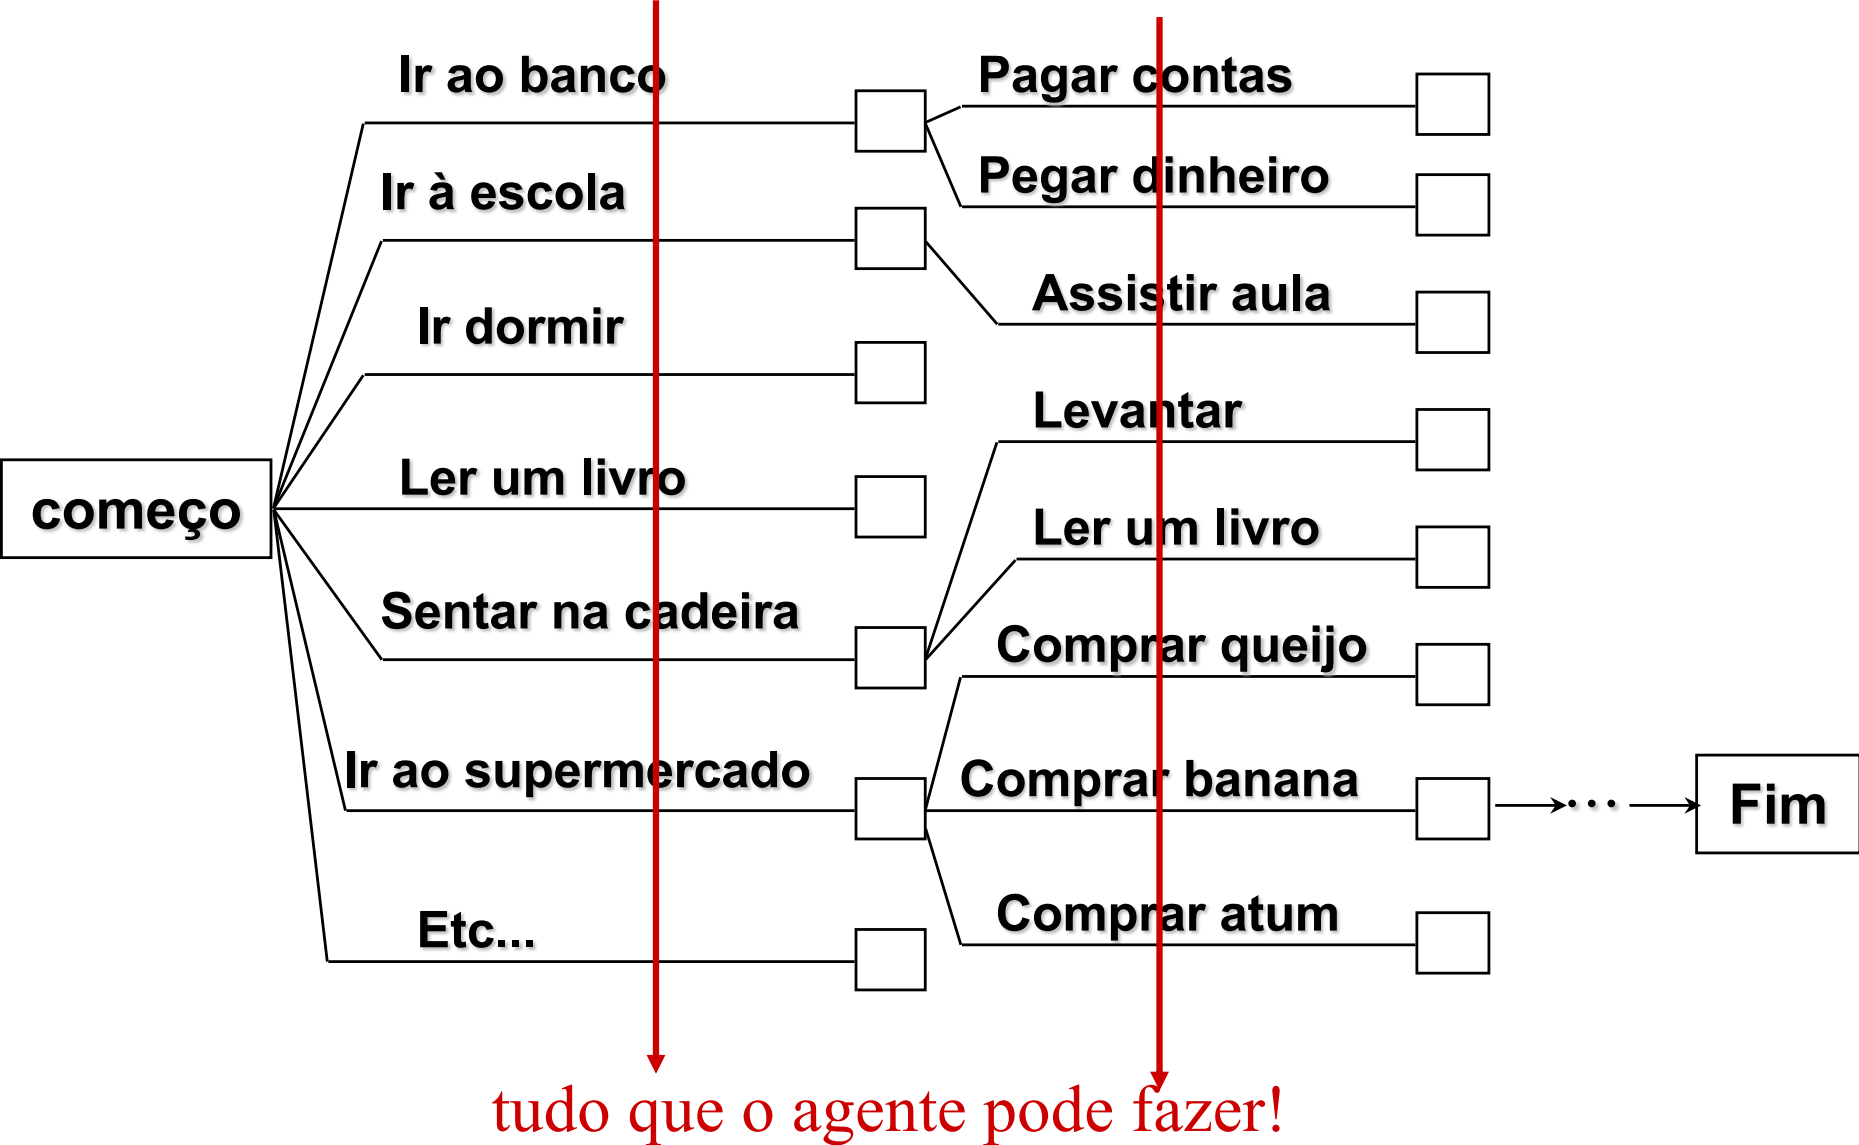 Ir ao banco
Pagar contas
Pegar dinheiro
Ir à escola
Assistir aula
Ir dormir
Levantar
Ler um livro
começo
Ler um livro
Sentar na cadeira
Comprar queijo
Ir ao supermercado
Comprar banana
...
Fim
Comprar atum
Etc...
tudo que o agente pode fazer!